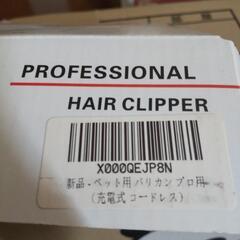 PROFESSIONAL
HAIR CLIPPER
X000QEJP8N
新品 - ペット用 バリカン プロ用
(充電式 コードレス)